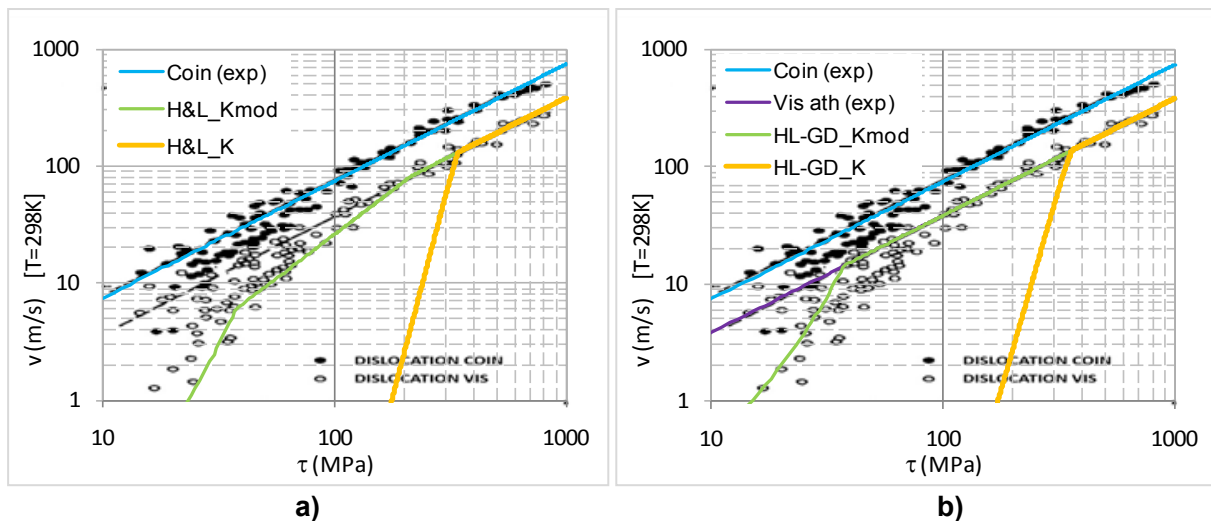 1000
100
10
1
v (m/s) [T=298K]
Coin (exp)
H&L_Kmod
H&L_K
DISLOCATION COIN
DISLOCATION VIS
10
100
1000
τ (MPa)
a)
1000
100
10
1
v (m/s) [T=298K]
Coin (exp)
Vis ath (exp)
HL-GD_Kmod
HL-GD_K
DISLOCATION COIN
DISLOCATION VIS
10
100
1000
τ (MPa)
b)